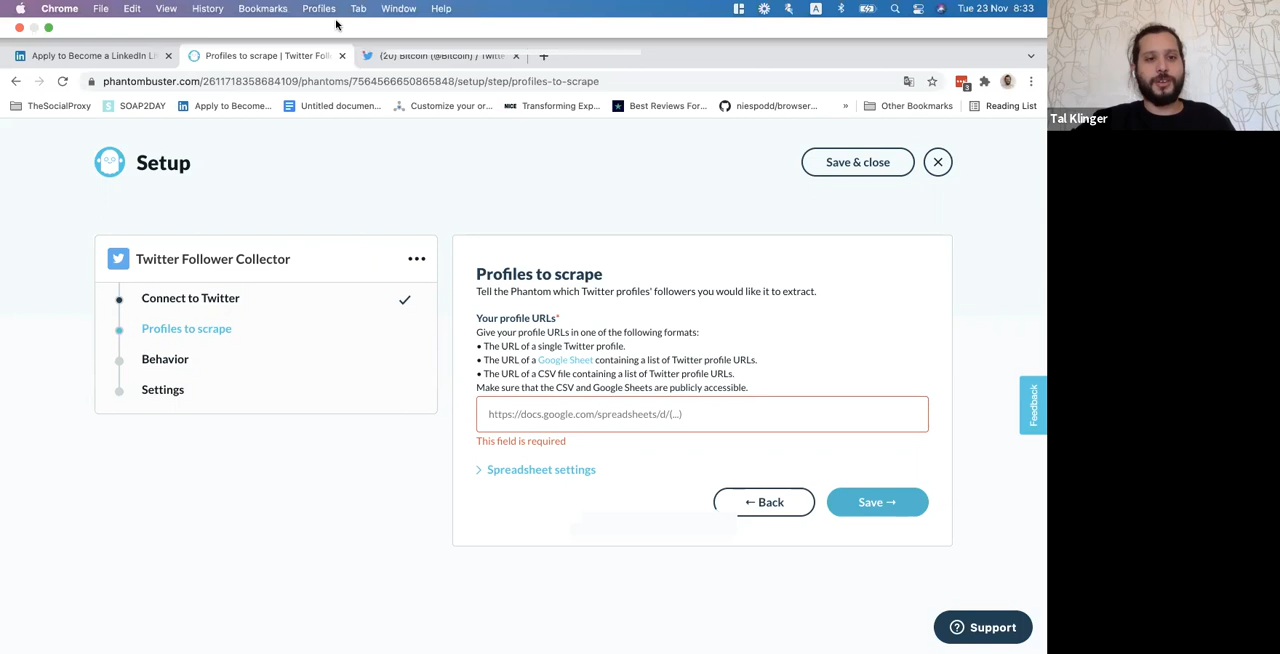 Chrome File Edit View History Bookmarks Profiles Tab Window Help A Tue 23 Nov 8:33
Apply to Become a LinkedIn Li Profiles to scrape | Twitter Foll (20) Bitcoin (@Bitcoin) / Twitte
phantombuster.com/2611718358684109/phantoms/7564566650865848/setup/step/profiles-to-scrape 3
TheSocialProxy SOAP2DAY Apply to Become... Untitled documen... Customize your or... NICE Transforming Exp... Best Reviews For... niespodd/browser... » Other Bookmarks Reading List
Tal Klinger
Setup
Save & close
Twitter Follower Collector
Connect to Twitter
Profiles to scrape
Behavior
Settings
Profiles to scrape
Tell the Phantom which Twitter profiles' followers you would like it to extract.
Your profile URLs*
Give your profile URLs in one of the following formats:
• The URL of a single Twitter profile.
• The URL of a Google Sheet containing a list of Twitter profile URLs.
• The URL of a CSV file containing a list of Twitter profile URLs.
Make sure that the CSV and Google Sheets are publicly accessible.
https://docs.google.com/spreadsheets/d/(...)
This field is required
Spreadsheet settings
← Back
Save →
Feedback
Support